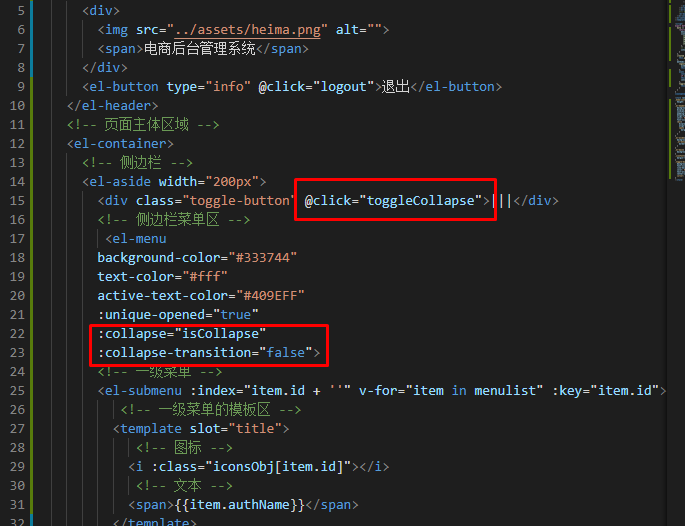 5 <div>
6 <img src="../assets/heima.png" alt="">
7 <span>电商后台管理系统</span>
8 </div>
9 <el-button type="info" @click="logout">退出</el-button>
10 </el-header>
11 <!-- 页面主体区域 -->
12 <el-container>
13 <!-- 侧边栏 -->
14 <el-aside width="200px">
15 <div class="toggle-button" @click="toggleCollapse">|||</div>
16 <!-- 侧边栏菜单区 -->
17 <el-menu
18 background-color="#333744"
19 text-color="#fff"
20 active-text-color="#409EFF"
21 :unique-opened="true"
22 :collapse="isCollapse"
23 :collapse-transition="false">
24 <!-- 一级菜单 -->
25 <el-submenu :index="item.id + ''" v-for="item in menulist" :key="item.id">
26 <!-- 一级菜单的模板区 -->
27 <template slot="title">
28 <!-- 图标 -->
29 <i :class="iconsObj[item.id]"></i>
30 <!-- 文本 -->
31 <span>{{item.authName}}</span>
32 </template>